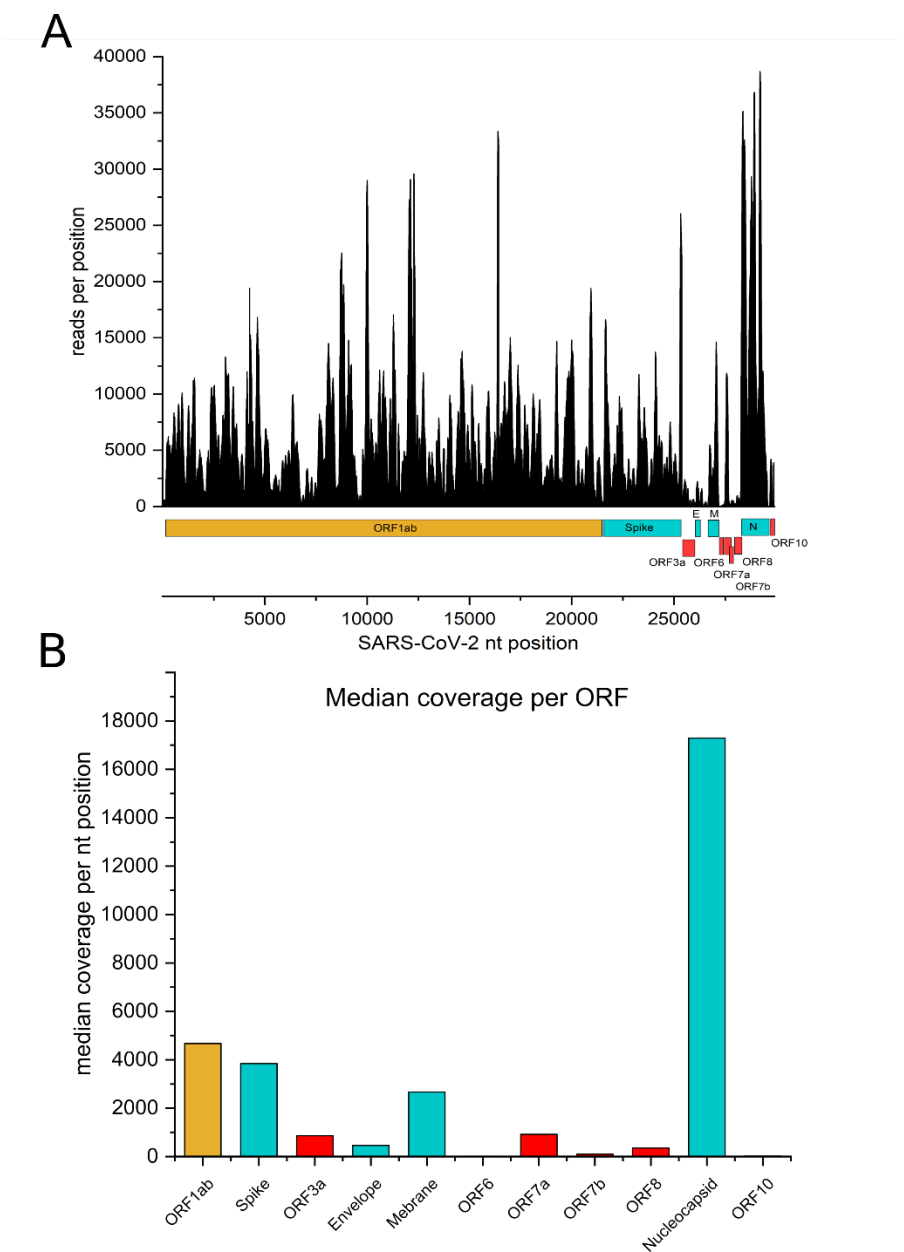 A
40000
35000
30000
25000
20000
15000
10000
5000
0
reads per position
E M
ORF1ab Spike N
ORF3a ORF6 ORF8 ORF10
ORF7a
ORF7b
5000 10000 15000 20000 25000
SARS-CoV-2 nt position
B
Median coverage per ORF
18000
16000
14000
12000
10000
8000
6000
4000
2000
0
median coverage per nt position
ORF1ab
Spike
ORF3a
Envelope
Mebrane
ORF6
ORF7a
ORF7b
ORF8
Nucleocapsid
ORF10